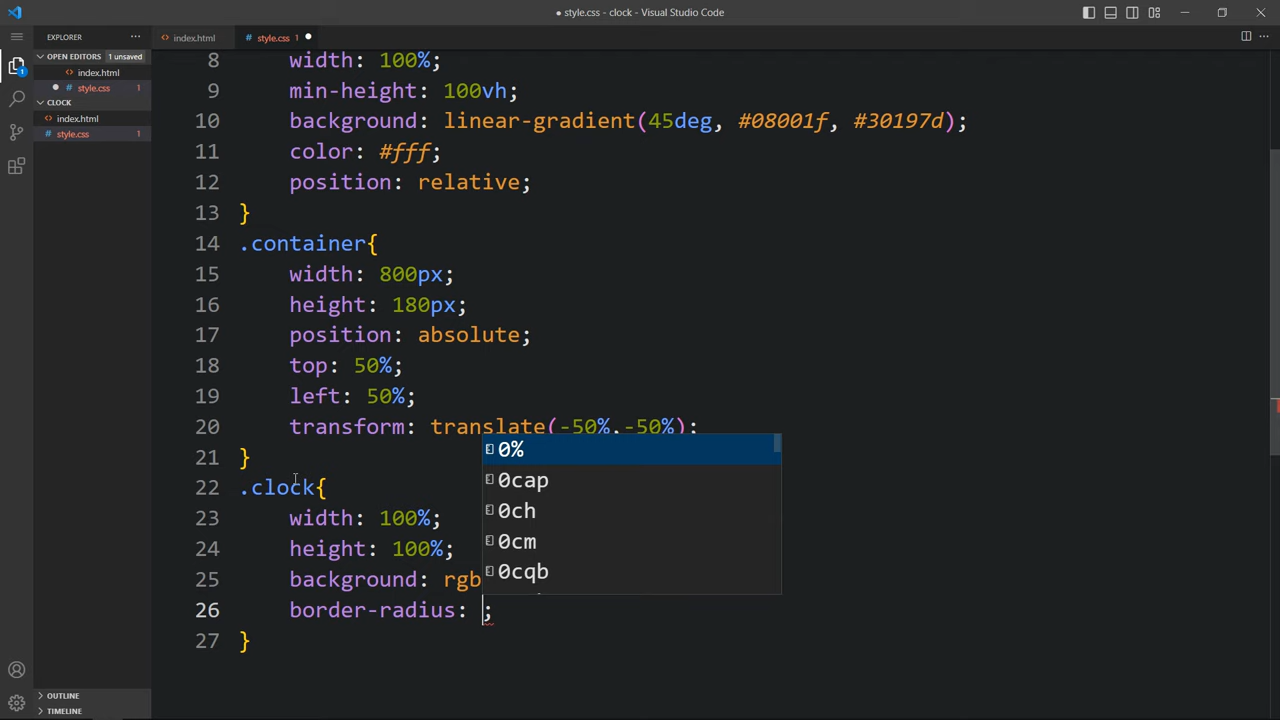 ● style.css - clock - Visual Studio Code
EXPLORER
index.html
style.css 1
OPEN EDITORS 1 unsaved
index.html
style.css 1
CLOCK
index.html
style.css 1
1
8 width: 100%;
9 min-height: 100vh;
10 background: linear-gradient(45deg, #08001f, #30197d);
11 color: #fff;
12 position: relative;
13 }
14 .container{
15 width: 800px;
16 height: 180px;
17 position: absolute;
18 top: 50%;
19 left: 50%;
20 transform: translate(-50%,-50%);
21 }
22 .clock{
23 width: 100%;
24 height: 100%;
25 background: rgb
26 border-radius: ;
27 }
0%
0cap
0ch
0cm
0cqb
OUTLINE
TIMELINE